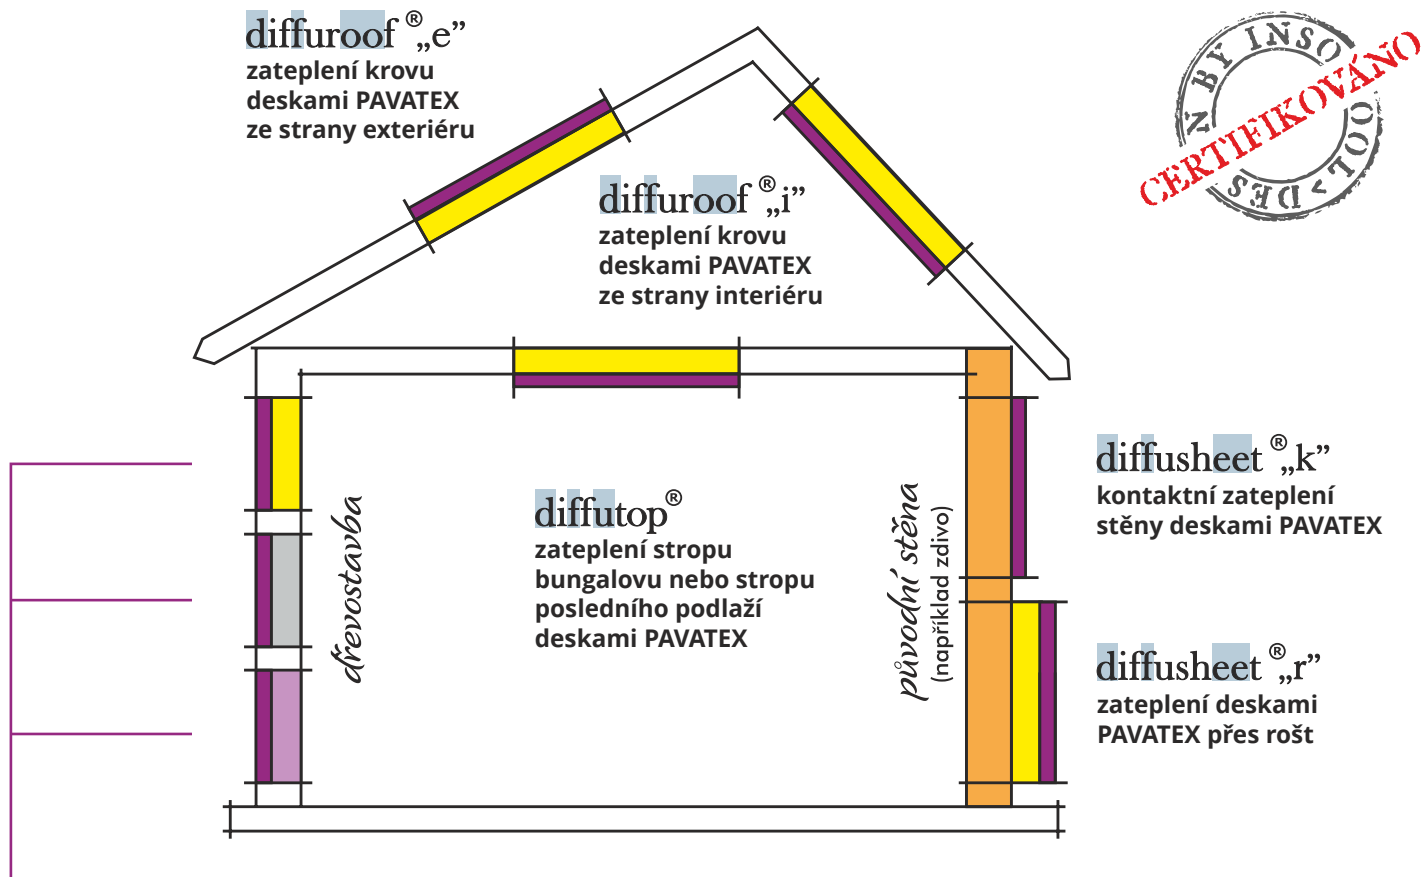 diffuroof ® „e”
zateplení krovu
deskami PAVATEX
ze strany exteriéru
diffuroof ® „i”
zateplení krovu
deskami PAVATEX
ze strany interiéru
N BY INSO
OOL > DES
CERTIFIKOVÁNO
dřevostavba
diffutop®
zateplení stropu
bungalovu nebo stropu
posledního podlaží
deskami PAVATEX
původní stěna
(například zdivo)
diffusheet ® „k”
kontaktní zateplení
stěny deskami PAVATEX
diffusheet ® „r”
zateplení deskami
PAVATEX přes rošt